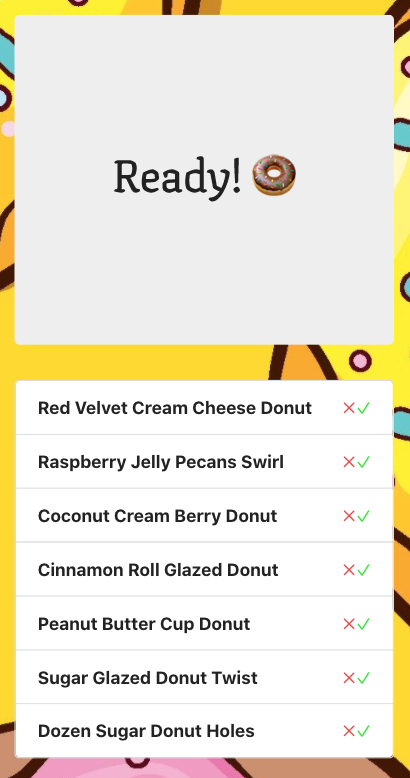 Ready! 🍩
Red Velvet Cream Cheese Donut
Raspberry Jelly Pecans Swirl
Coconut Cream Berry Donut
Cinnamon Roll Glazed Donut
Peanut Butter Cup Donut
Sugar Glazed Donut Twist
Dozen Sugar Donut Holes